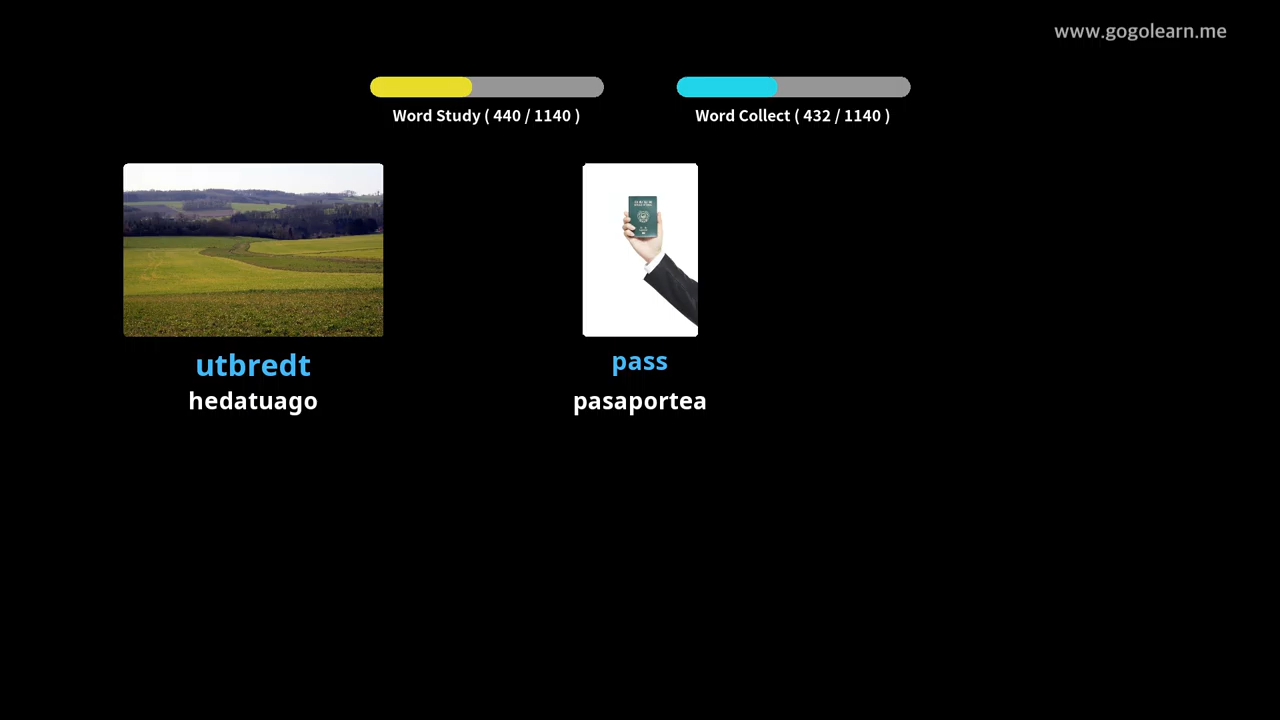 www.gogolearn.me
Word Study ( 440 / 1140 )
Word Collect ( 432 / 1140 )
utbredt
pass
hedatuago
pasaportea